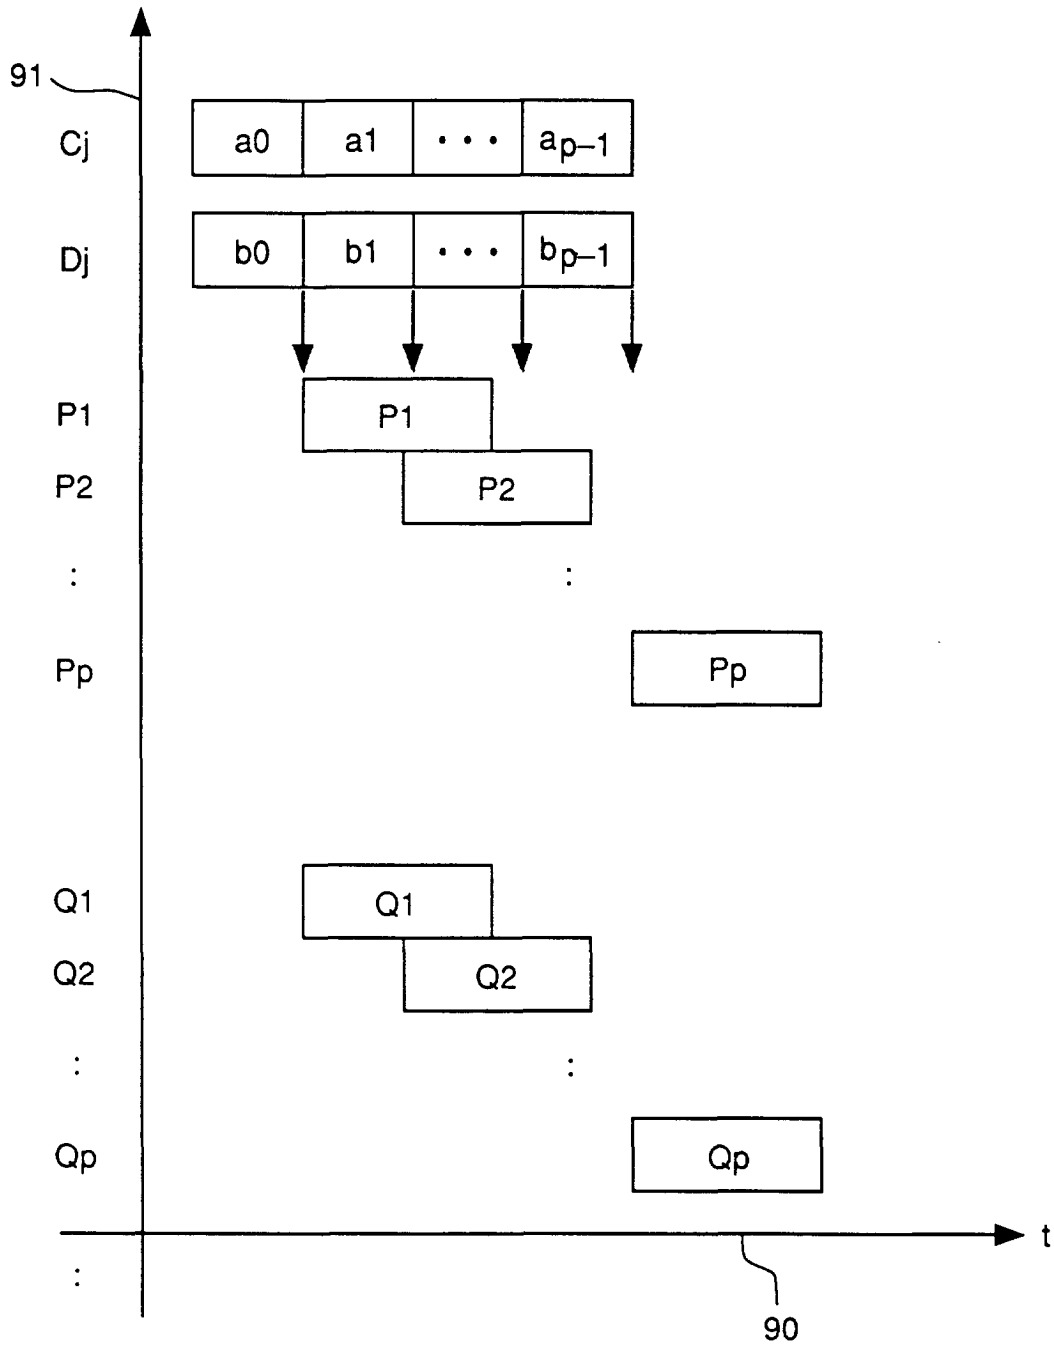 91
Cj a0 a1 • • • ap–1
Dj b0 b1 • • • bp–1
P1 P1
P2 P2
: :
Pp Pp
Q1 Q1
Q2 Q2
: :
Qp Qp
t
:
90